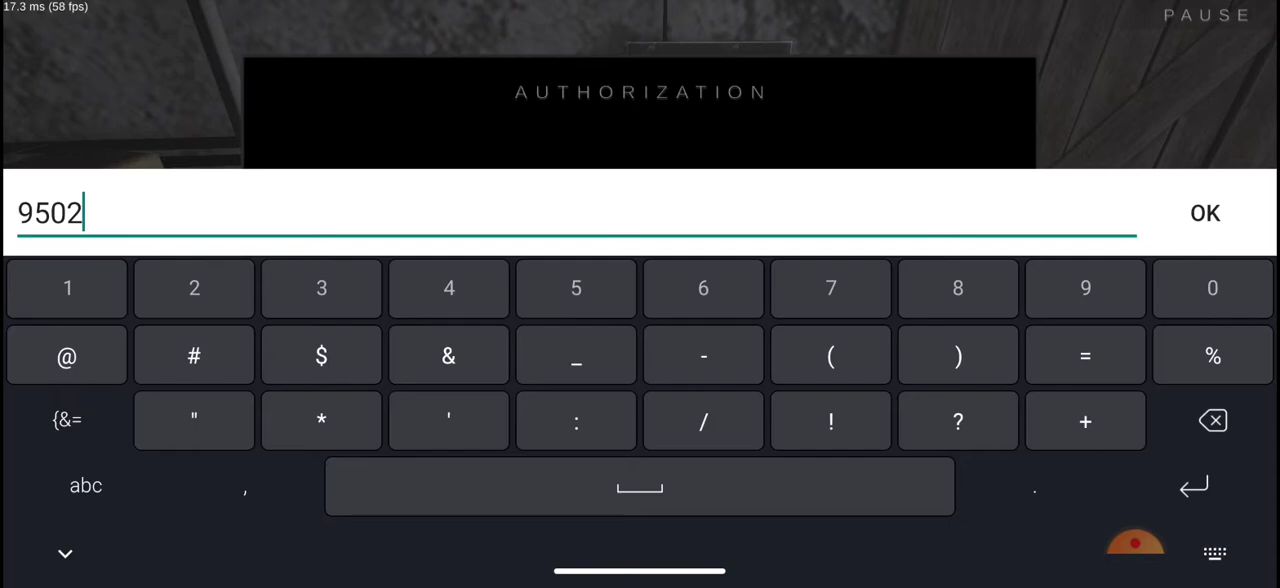 17.3 ms (58 fps)
PAUSE
AUTHORIZATION
9502
OK
1 2 3 4 5 6 7 8 9 0
@ # $ & _ - ( ) = %
{&= " * ' : / ! ? +
abc , .